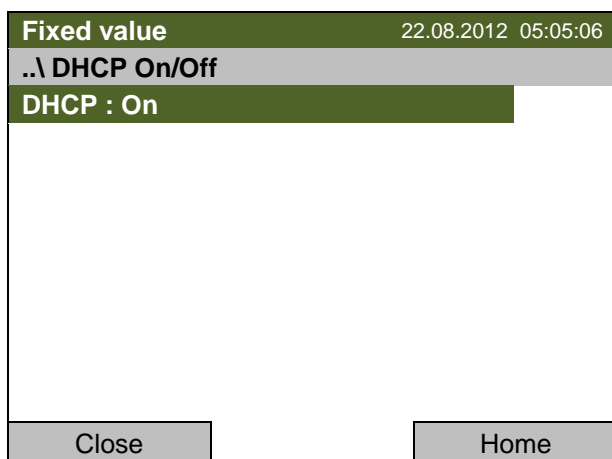 Fixed value 22.08.2012 05:05:06
..\ DHCP On/Off
DHCP : On
Close Home